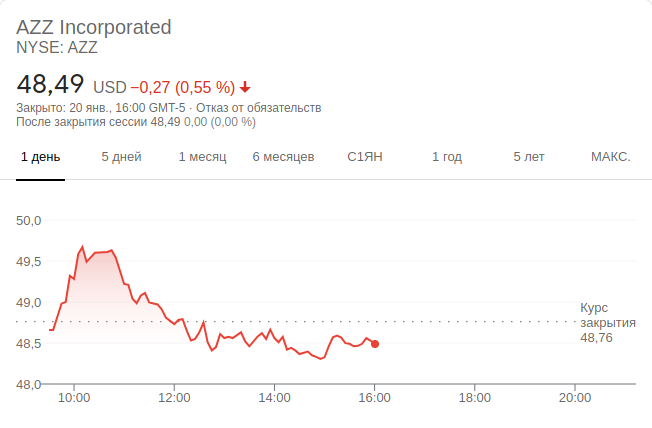 AZZ Incorporated
NYSE: AZZ
48,49 USD −0,27 (0,55 %)
Закрыто: 20 янв., 16:00 GMT-5 · Отказ от обязательств
После закрытия сессии 48,49 0,00 (0,00 %)
1 день 5 дней 1 месяц 6 месяцев С1ЯН 1 год 5 лет МАКС.
50,0
49,5
49,0
48,5
48,0
Курс
закрытия
48,76
10:00 12:00 14:00 16:00 18:00 20:00